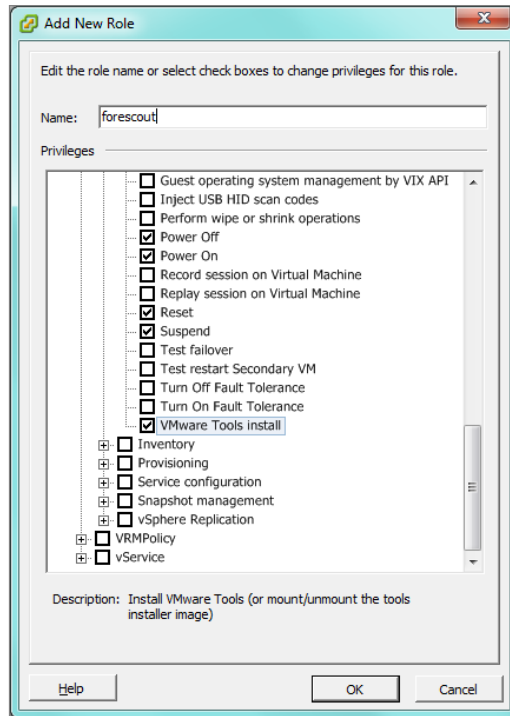 Add New Role
Edit the role name or select check boxes to change privileges for this role.
Name: forescout
Privileges
Guest operating system management by VIX API
Inject USB HID scan codes
Perform wipe or shrink operations
Power Off
Power On
Record session on Virtual Machine
Replay session on Virtual Machine
Reset
Suspend
Test failover
Test restart Secondary VM
Turn Off Fault Tolerance
Turn On Fault Tolerance
VMware Tools install
Inventory
Provisioning
Service configuration
Snapshot management
vSphere Replication
VRMPolicy
vService
Description: Install VMware Tools (or mount/unmount the tools
installer image)
Help OK Cancel